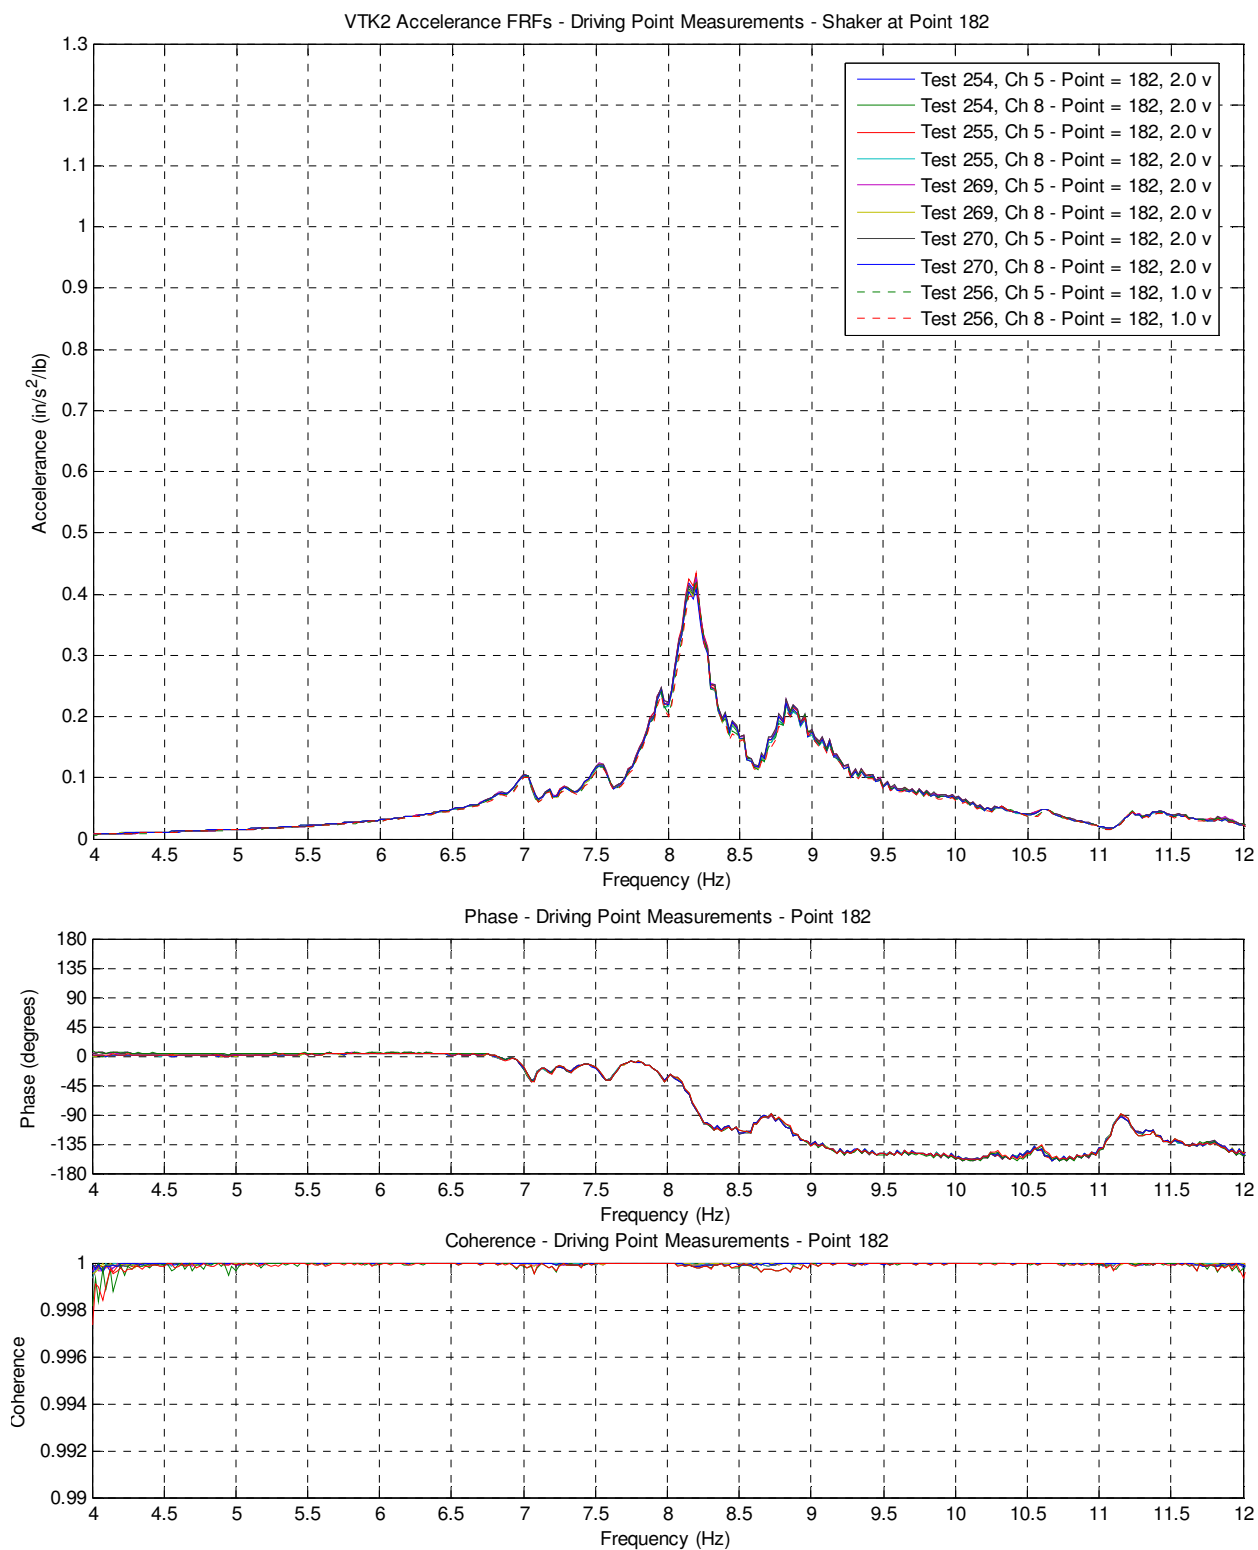 VTK2 Accelerance FRFs - Driving Point Measurements - Shaker at Point 182
1.3
1.2
1.1
1
0.9
0.8
0.7
0.6
0.5
0.4
0.3
0.2
0.1
0
Accelerance (in/s²/lb)
Test 254, Ch 5 - Point = 182, 2.0 v
Test 254, Ch 8 - Point = 182, 2.0 v
Test 255, Ch 5 - Point = 182, 2.0 v
Test 255, Ch 8 - Point = 182, 2.0 v
Test 269, Ch 5 - Point = 182, 2.0 v
Test 269, Ch 8 - Point = 182, 2.0 v
Test 270, Ch 5 - Point = 182, 2.0 v
Test 270, Ch 8 - Point = 182, 2.0 v
Test 256, Ch 5 - Point = 182, 1.0 v
Test 256, Ch 8 - Point = 182, 1.0 v
4 4.5 5 5.5 6 6.5 7 7.5 8 8.5 9 9.5 10 10.5 11 11.5 12
Frequency (Hz)
Phase - Driving Point Measurements - Point 182
180
135
90
45
0
-45
-90
-135
-180
Phase (degrees)
4 4.5 5 5.5 6 6.5 7 7.5 8 8.5 9 9.5 10 10.5 11 11.5 12
Frequency (Hz)
Coherence - Driving Point Measurements - Point 182
1
0.998
0.996
0.994
0.992
0.99
Coherence
4 4.5 5 5.5 6 6.5 7 7.5 8 8.5 9 9.5 10 10.5 11 11.5 12
Frequency (Hz)